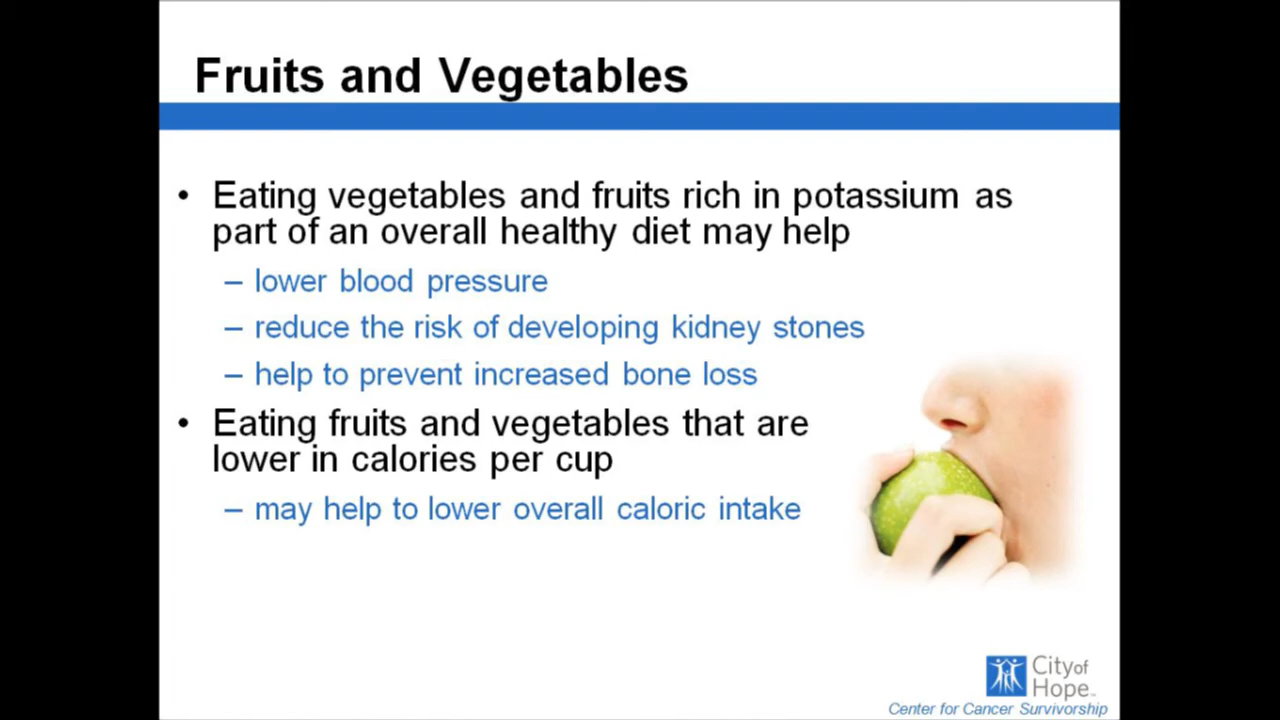 Fruits and Vegetables
• Eating vegetables and fruits rich in potassium as
part of an overall healthy diet may help
– lower blood pressure
– reduce the risk of developing kidney stones
– help to prevent increased bone loss
• Eating fruits and vegetables that are
lower in calories per cup
– may help to lower overall caloric intake
City of
Hope™
Center for Cancer Survivorship